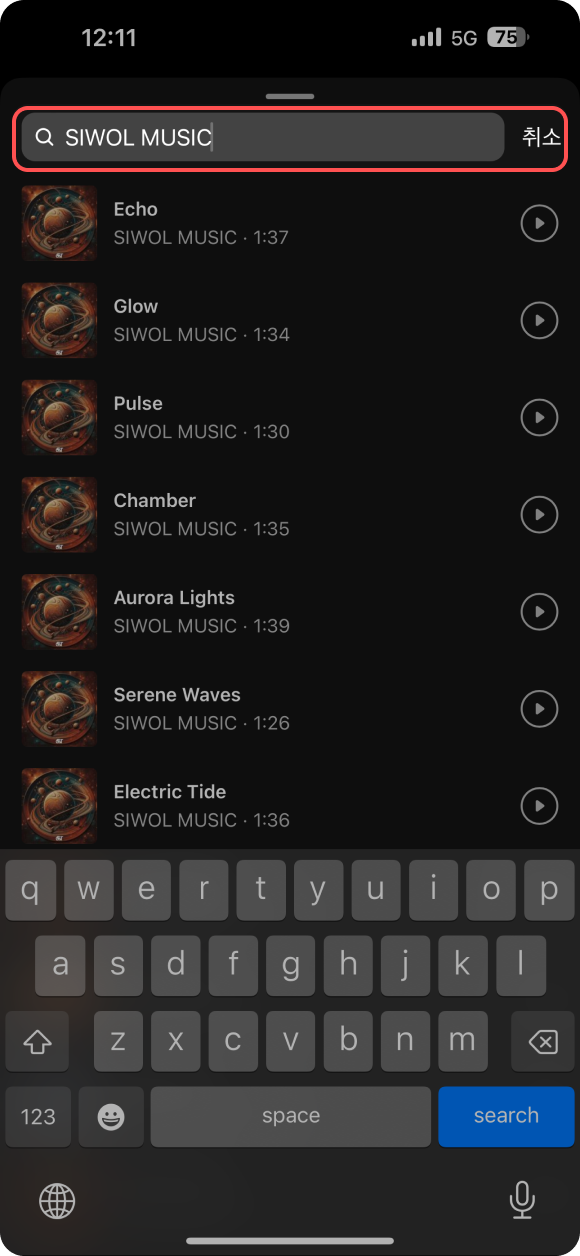 12:11
5G
75
SIWOL MUSIC
취소
Echo
SIWOL MUSIC · 1:37
Glow
SIWOL MUSIC · 1:34
Pulse
SIWOL MUSIC · 1:30
Chamber
SIWOL MUSIC · 1:35
Aurora Lights
SIWOL MUSIC · 1:39
Serene Waves
SIWOL MUSIC · 1:26
Electric Tide
SIWOL MUSIC · 1:36
q w e r t y u i o p
a s d f g h j k l
z x c v b n m
123
space
search